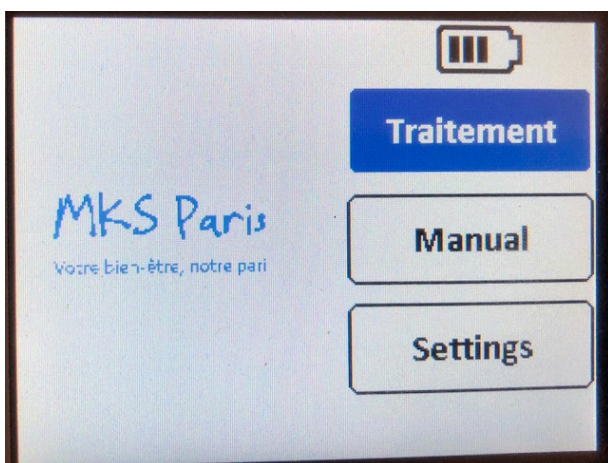 Traitement
MKS Paris
Votre bien-être, notre pari
Manual
Settings